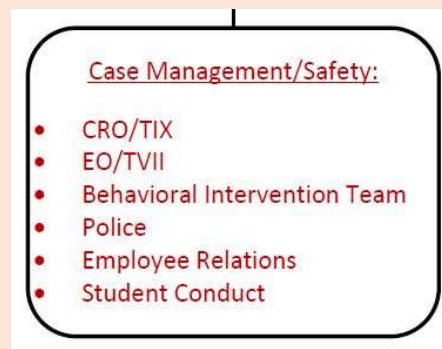 Case Management/Safety:
• CRO/TIX
• EO/TVII
• Behavioral Intervention Team
• Police
• Employee Relations
• Student Conduct